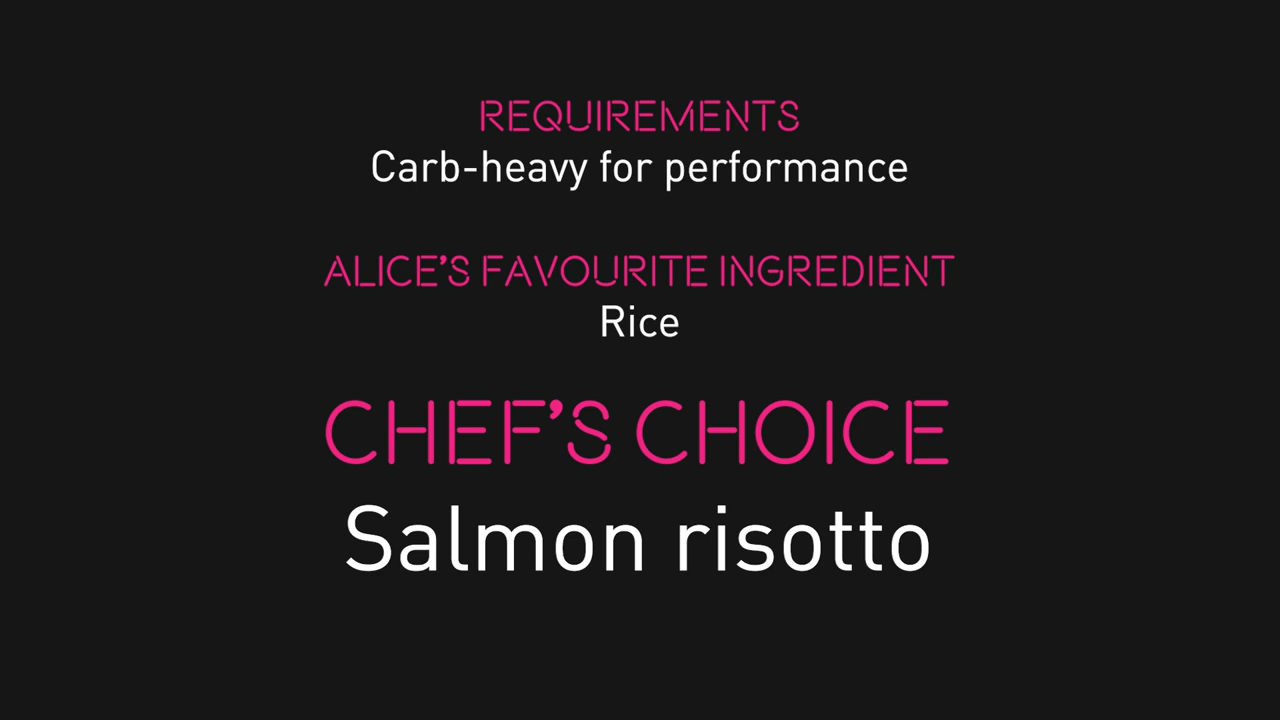 REQUIREMENTS
Carb-heavy for performance
ALICE'S FAVOURITE INGREDIENT
Rice
CHEF'S CHOICE
Salmon risotto